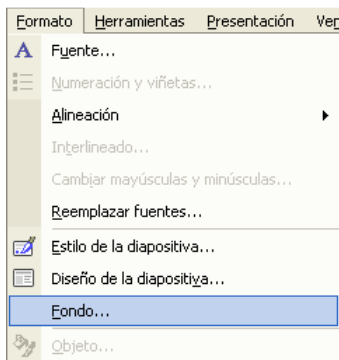 Formato Herramientas Presentación Ver
Fuente...
Numeración y viñetas...
Alineación
Interlineado...
Cambiar mayúsculas y minúsculas...
Reemplazar fuentes...
Estilo de la diapositiva...
Diseño de la diapositiva...
Fondo...
Objeto...